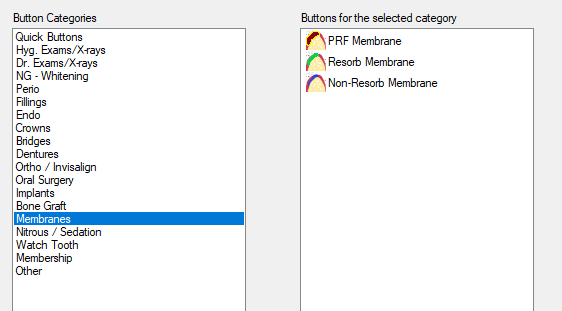 Button Categories
Quick Buttons
Hyg. Exams/X-rays
Dr. Exams/X-rays
NG - Whitening
Perio
Fillings
Endo
Crowns
Bridges
Dentures
Ortho / Invisalign
Oral Surgery
Implants
Bone Graft
Membranes
Nitrous / Sedation
Watch Tooth
Membership
Other
Buttons for the selected category
PRF Membrane
Resorb Membrane
Non-Resorb Membrane